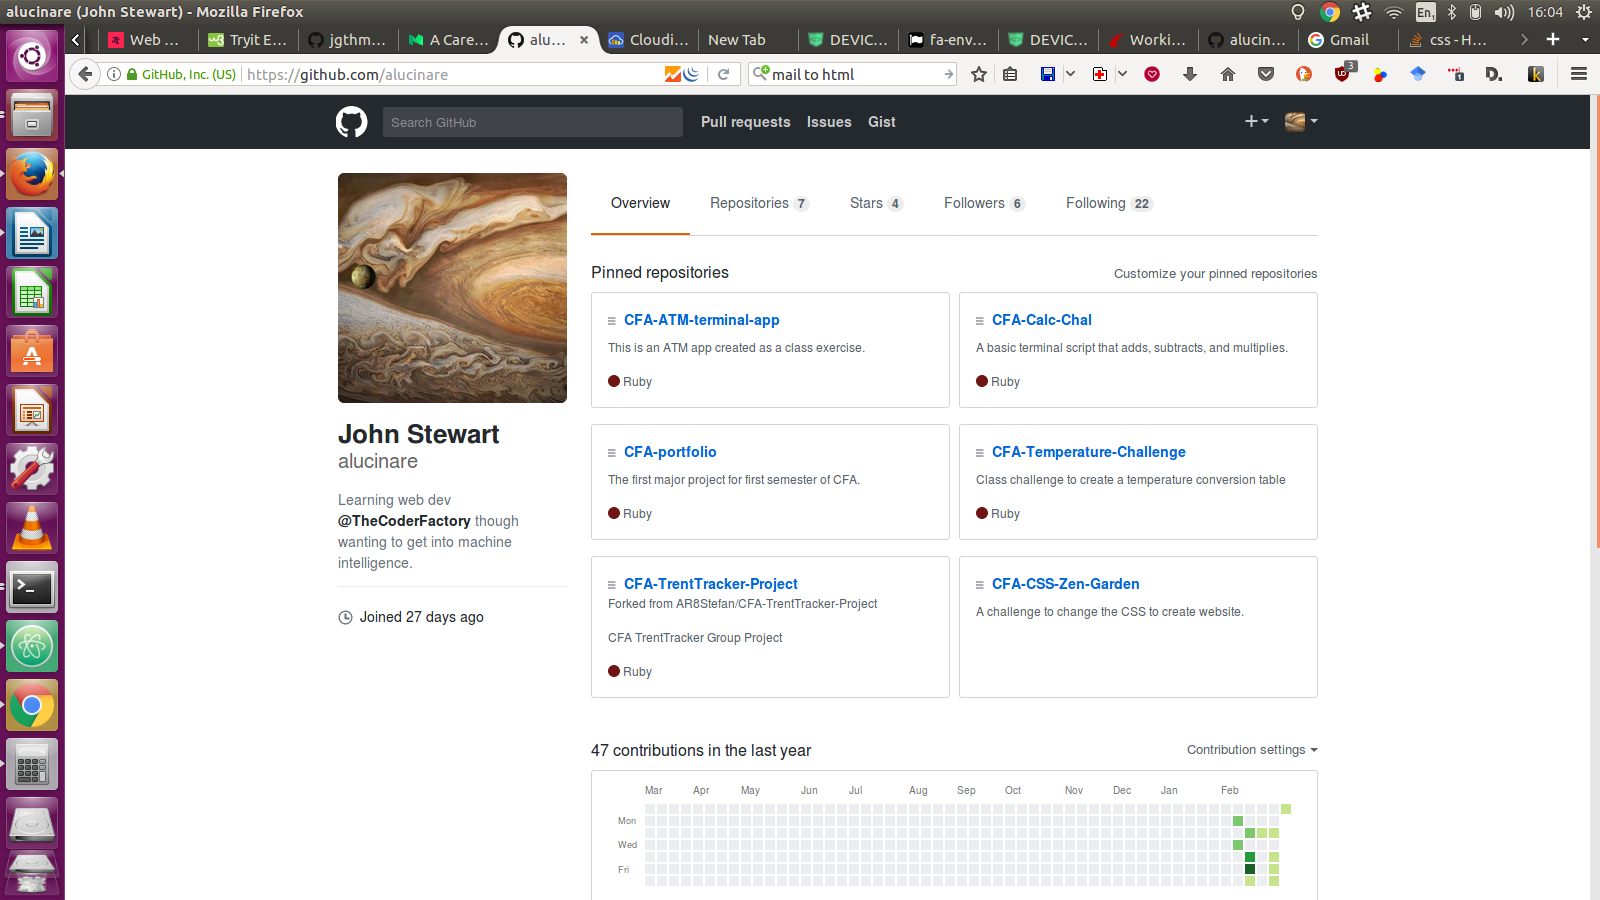 alucinare (John Stewart) - Mozilla Firefox
En1
16:04
Web ...
Tryit E...
jgthm...
A Care...
alu...
Cloudi...
New Tab
DEVIC...
fa-env...
DEVIC...
Worki...
alucin...
Gmail
css - H...
GitHub, Inc. (US)
https://github.com/alucinare
mail to html
3
1
D.
k
Search GitHub
Pull requests
Issues
Gist
Overview
Repositories 7
Stars 4
Followers 6
Following 22
Pinned repositories
Customize your pinned repositories
CFA-ATM-terminal-app
This is an ATM app created as a class exercise.
Ruby
CFA-Calc-Chal
A basic terminal script that adds, subtracts, and multiplies.
Ruby
John Stewart
alucinare
Learning web dev
@TheCoderFactory though
wanting to get into machine
intelligence.
Joined 27 days ago
CFA-portfolio
The first major project for first semester of CFA.
Ruby
CFA-Temperature-Challenge
Class challenge to create a temperature conversion table
Ruby
CFA-TrentTracker-Project
Forked from AR8Stefan/CFA-TrentTracker-Project
CFA TrentTracker Group Project
Ruby
CFA-CSS-Zen-Garden
A challenge to change the CSS to create website.
47 contributions in the last year
Contribution settings
Mar Apr May Jun Jul Aug Sep Oct Nov Dec Jan Feb
Mon
Wed
Fri